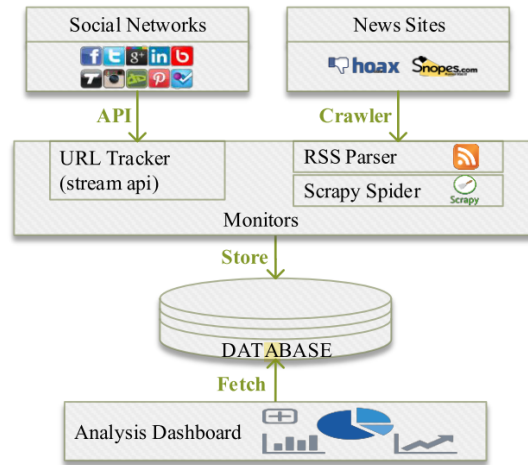 Social Networks
News Sites
hoax
Snopes.com
API
Crawler
URL Tracker
(stream api)
RSS Parser
Scrapy Spider
Scrapy
Monitors
Store
DATABASE
Fetch
Analysis Dashboard